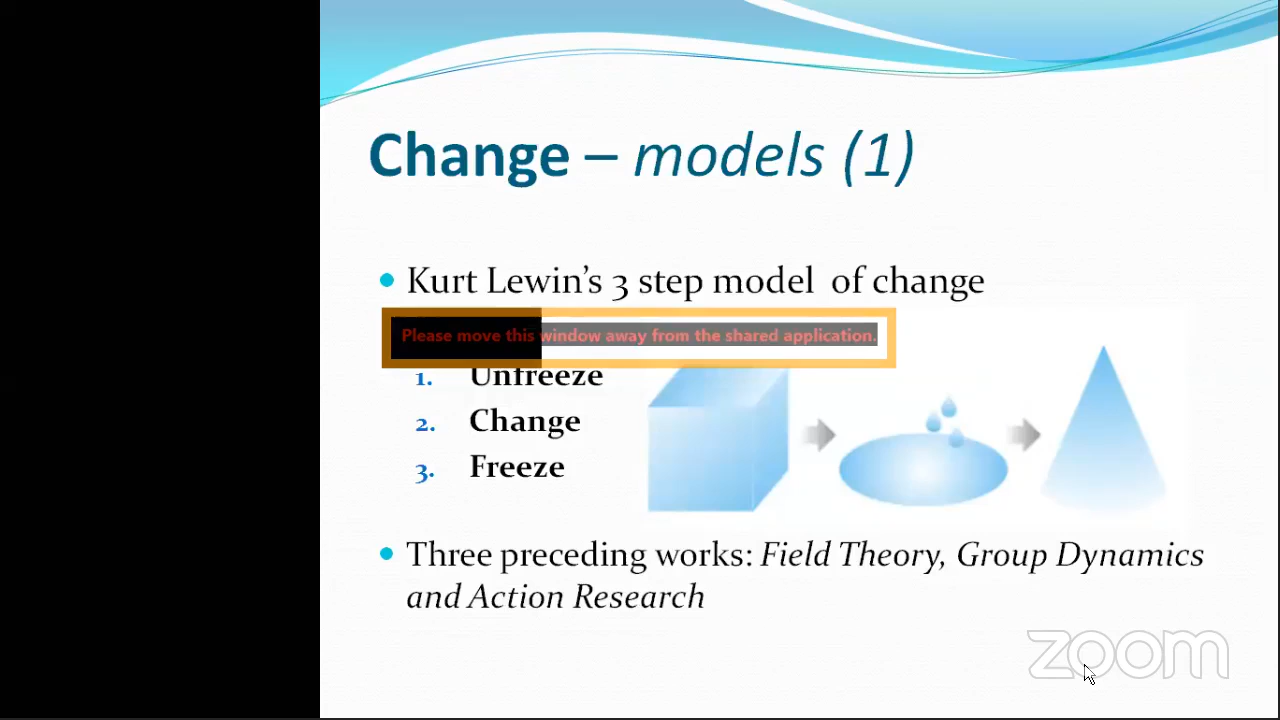 Change – models (1)
• Kurt Lewin’s 3 step model of change
Please move this window away from the shared application.
1. Unfreeze
2. Change
3. Freeze
• Three preceding works: Field Theory, Group Dynamics
and Action Research
zoom